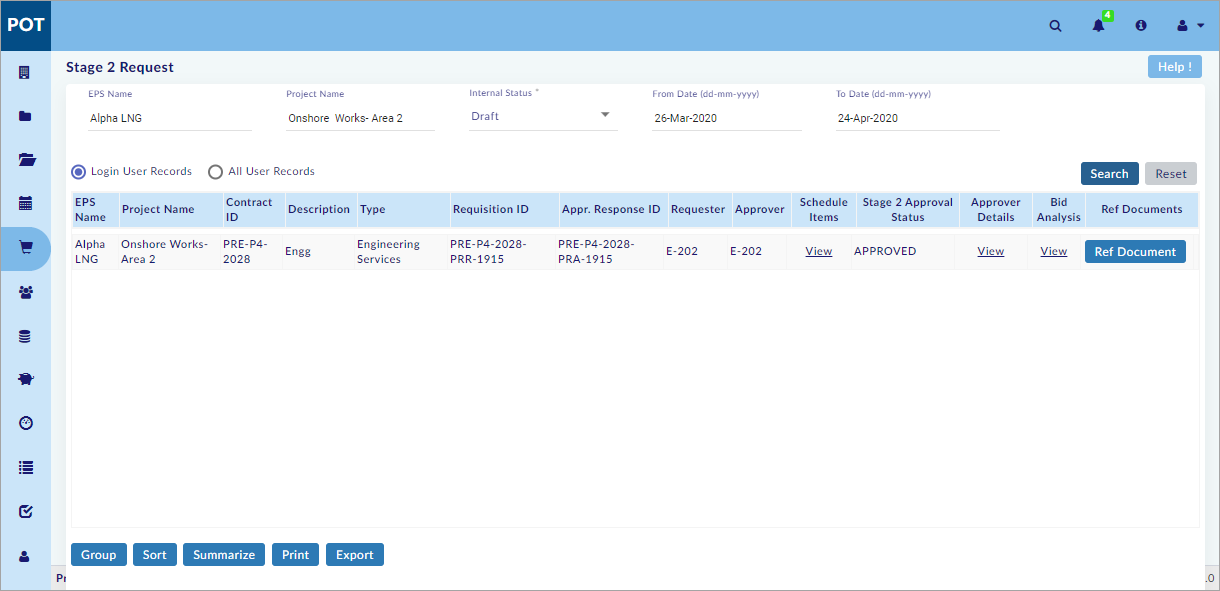 POT
4
Stage 2 Request
Help !
EPS Name
Project Name
Internal Status *
From Date (dd-mm-yyyy)
To Date (dd-mm-yyyy)
Alpha LNG
Onshore Works- Area 2
Draft
26-Mar-2020
24-Apr-2020
Login User Records
All User Records
Search
Reset
EPS Name
Project Name
Contract ID
Description
Type
Requisition ID
Appr. Response ID
Requester
Approver
Schedule Items
Stage 2 Approval Status
Approver Details
Bid Analysis
Ref Documents
Alpha LNG
Onshore Works- Area 2
PRE-P4-2028
Engg
Engineering Services
PRE-P4-2028-PRR-1915
PRE-P4-2028-PRA-1915
E-202
E-202
View
APPROVED
View
View
Ref Document
Group
Sort
Summarize
Print
Export
.0